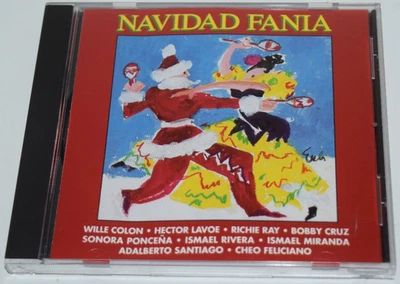 NAVIDAD FANIA
WILLE COLON • HECTOR LAVOE • RICHIE RAY • BOBBY CRUZ
SONORA PONCEÑA • ISMAEL RIVERA • ISMAEL MIRANDA
ADALBERTO SANTIAGO • CHEO FELICIANO